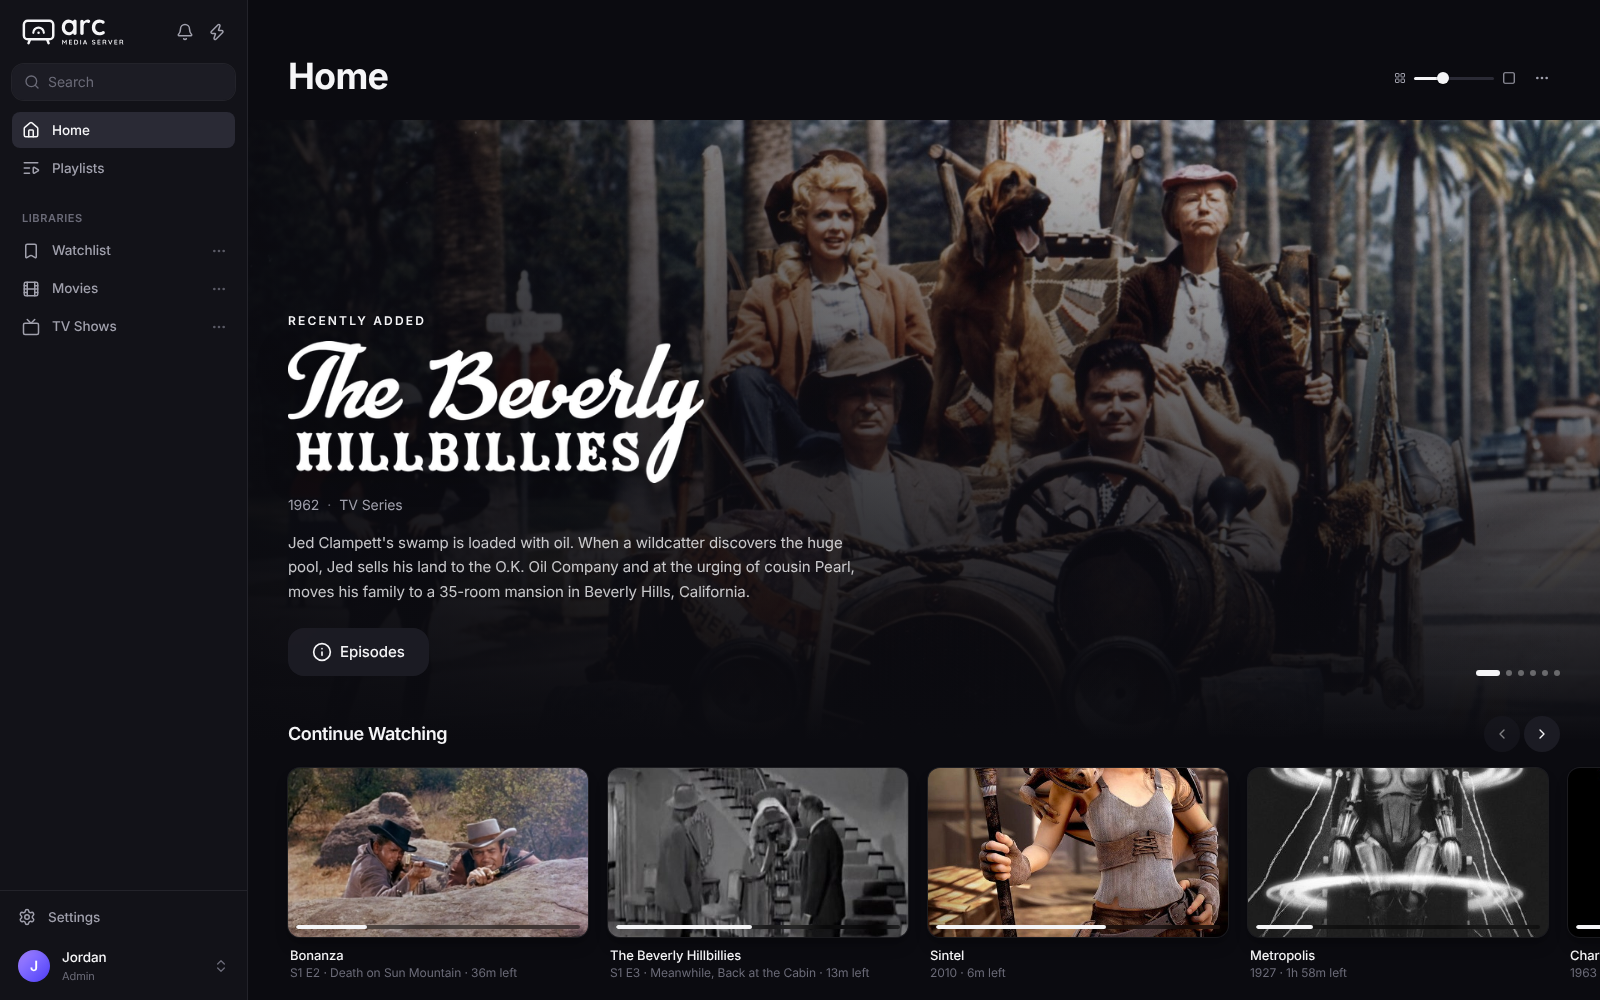 arc
MEDIA SERVER
Search
Home
Playlists
LIBRARIES
Watchlist
Movies
TV Shows
Settings
J
Jordan
Admin
Home
RECENTLY ADDED
The Beverly
HILLBILLIES
1962 · TV Series
Jed Clampett's swamp is loaded with oil. When a wildcatter discovers the huge
pool, Jed sells his land to the O.K. Oil Company and at the urging of cousin Pearl,
moves his family to a 35-room mansion in Beverly Hills, California.
Episodes
Continue Watching
Bonanza
S1 E2 · Death on Sun Mountain · 36m left
The Beverly Hillbillies
S1 E3 · Meanwhile, Back at the Cabin · 13m left
Sintel
2010 · 6m left
Metropolis
1927 · 1h 58m left
1963